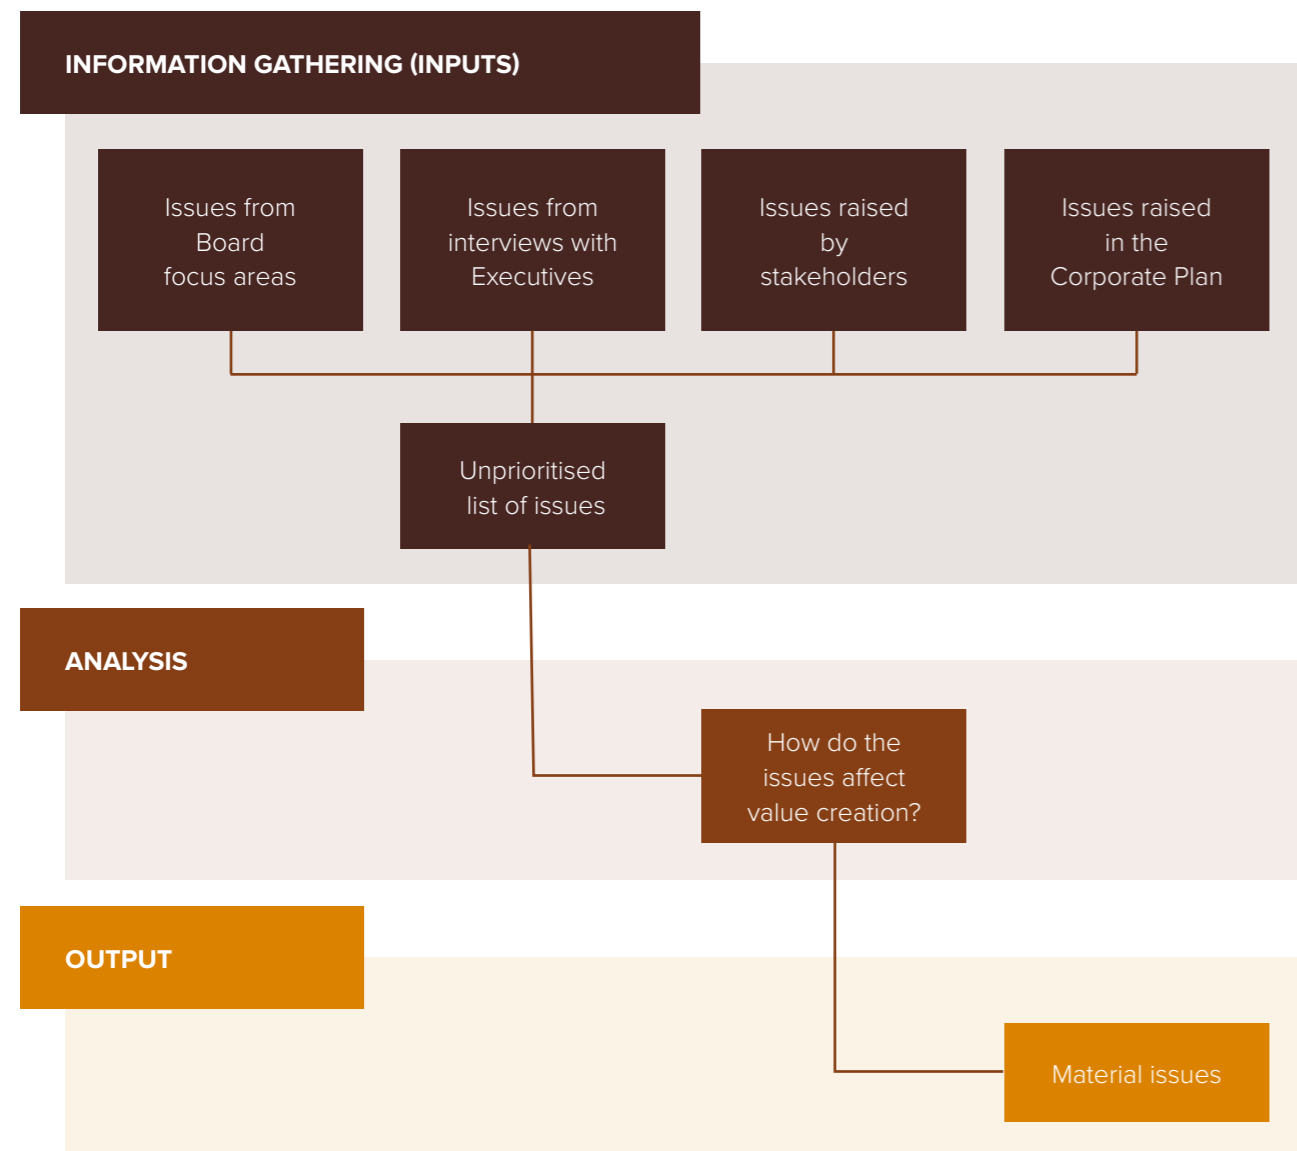 INFORMATION GATHERING (INPUTS)
Issues from
Board
focus areas
Issues from
interviews with
Executives
Issues raised
by
stakeholders
Issues raised
in the
Corporate Plan
Unprioritised
list of issues
ANALYSIS
How do the
issues affect
value creation?
OUTPUT
Material issues